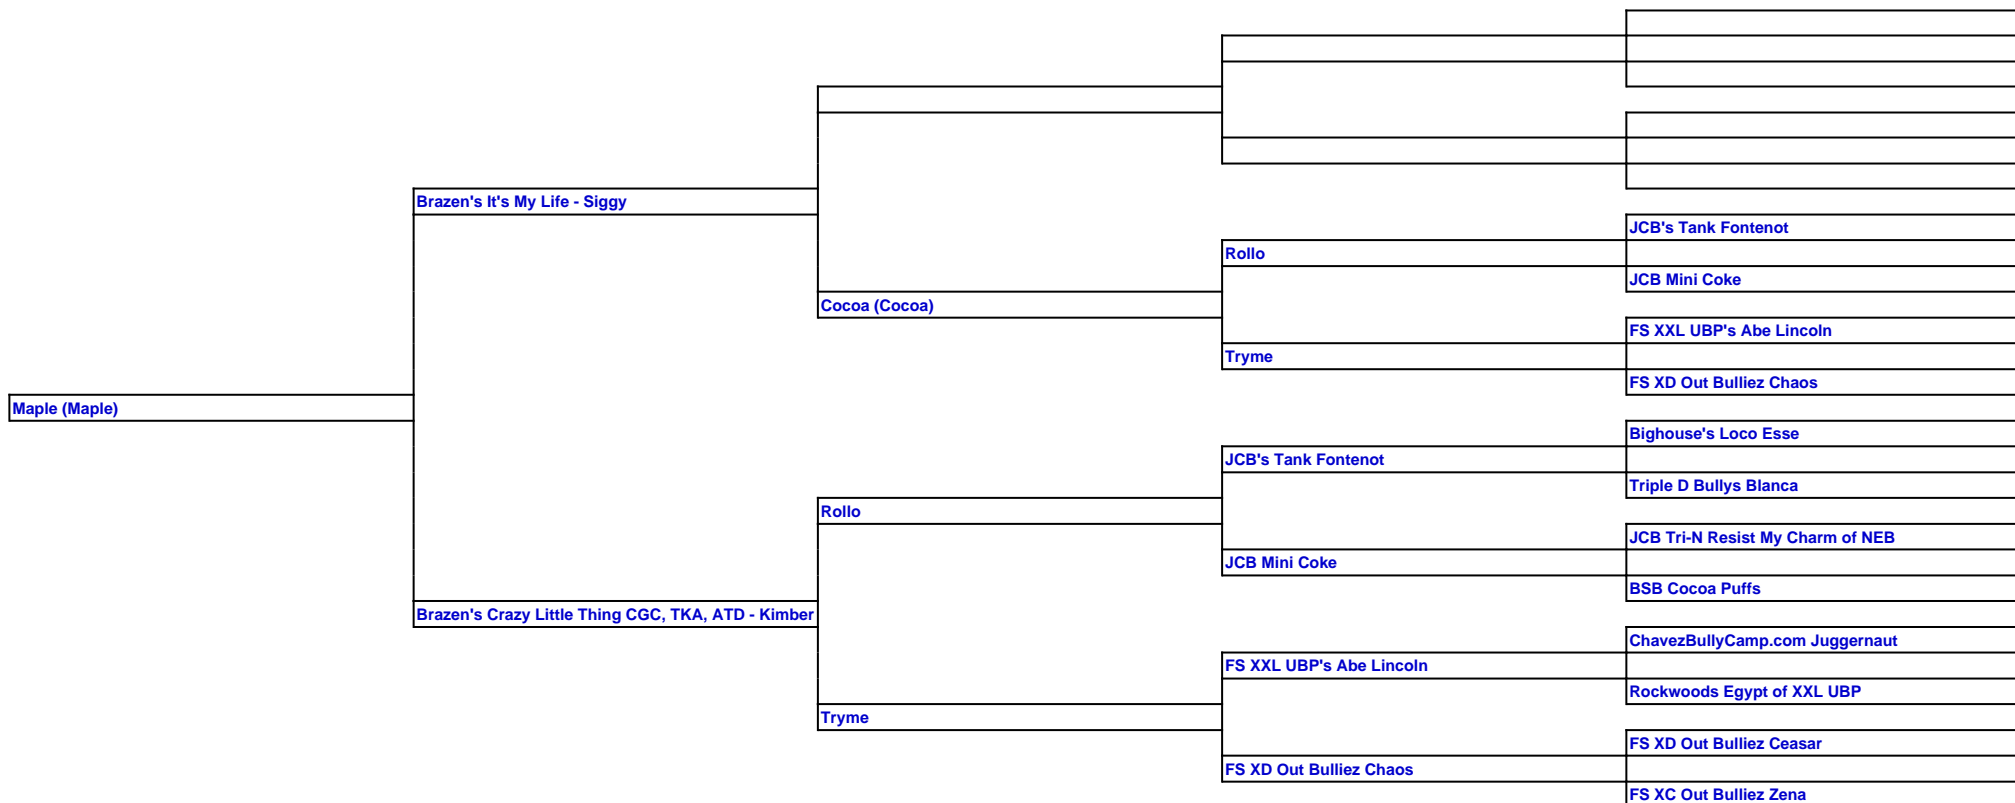 Brazen's It's My Life - Siggy
JCB's Tank Fontenot
Rollo
JCB Mini Coke
Cocoa (Cocoa)
FS XXL UBP's Abe Lincoln
Tryme
FS XD Out Bulliez Chaos
Maple (Maple)
Bighouse's Loco Esse
JCB's Tank Fontenot
Triple D Bullys Blanca
Rollo
JCB Tri-N Resist My Charm of NEB
JCB Mini Coke
BSB Cocoa Puffs
Brazen's Crazy Little Thing CGC, TKA, ATD - Kimber
ChavezBullyCamp.com Juggernaut
FS XXL UBP's Abe Lincoln
Rockwoods Egypt of XXL UBP
Tryme
FS XD Out Bulliez Ceasar
FS XD Out Bulliez Chaos
FS XC Out Bulliez Zena